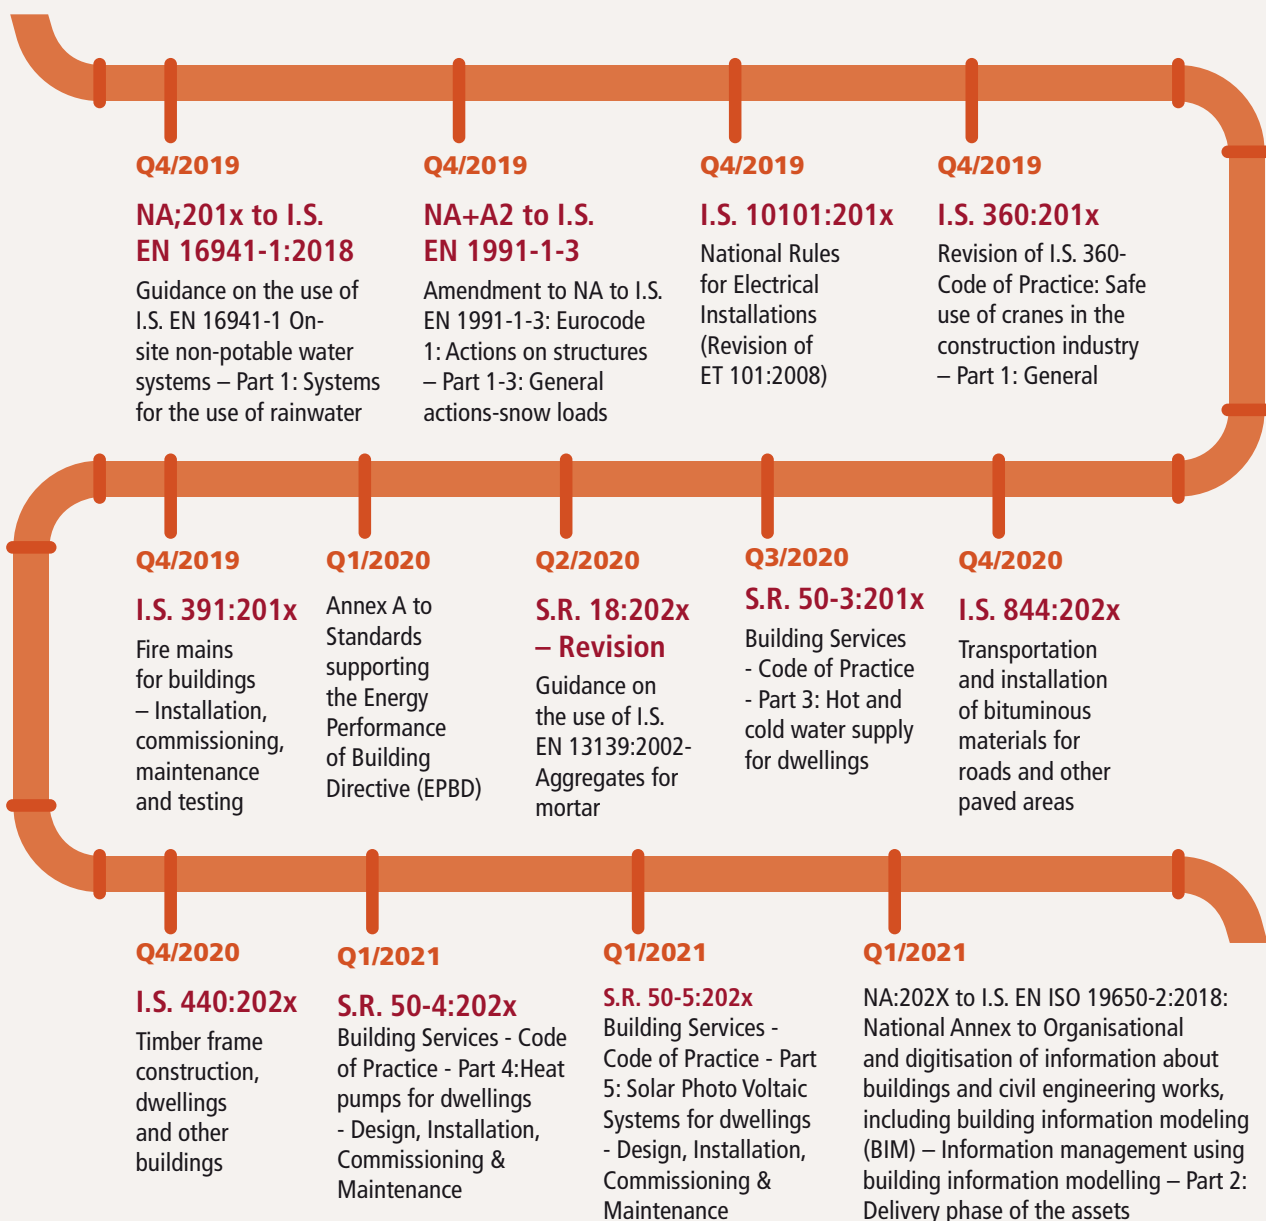 Q4/2019
NA;201x to I.S.
EN 16941-1:2018
Guidance on the use of
I.S. EN 16941-1 On-
site non-potable water
systems – Part 1: Systems
for the use of rainwater
Q4/2019
NA+A2 to I.S.
EN 1991-1-3
Amendment to NA to I.S.
EN 1991-1-3: Eurocode
1: Actions on structures
– Part 1-3: General
actions-snow loads
Q4/2019
I.S. 10101:201x
National Rules
for Electrical
Installations
(Revision of
ET 101:2008)
Q4/2019
I.S. 360:201x
Revision of I.S. 360-
Code of Practice: Safe
use of cranes in the
construction industry
– Part 1: General
Q4/2019
I.S. 391:201x
Fire mains
for buildings
– Installation,
commissioning,
maintenance
and testing
Q1/2020
Annex A to
Standards
supporting
the Energy
Performance
of Building
Directive (EPBD)
Q2/2020
S.R. 18:202x
– Revision
Guidance on
the use of I.S.
EN 13139:2002-
Aggregates for
mortar
Q3/2020
S.R. 50-3:201x
Building Services
- Code of Practice
- Part 3: Hot and
cold water supply
for dwellings
Q4/2020
I.S. 844:202x
Transportation
and installation
of bituminous
materials for
roads and other
paved areas
Q4/2020
I.S. 440:202x
Timber frame
construction,
dwellings
and other
buildings
Q1/2021
S.R. 50-4:202x
Building Services - Code
of Practice - Part 4:Heat
pumps for dwellings
- Design, Installation,
Commissioning &
Maintenance
Q1/2021
S.R. 50-5:202x
Building Services -
Code of Practice - Part
5: Solar Photo Voltaic
Systems for dwellings
- Design, Installation,
Commissioning &
Maintenance
Q1/2021
NA:202X to I.S. EN ISO 19650-2:2018:
National Annex to Organisational
and digitisation of information about
buildings and civil engineering works,
including building information modeling
(BIM) – Information management using
building information modelling – Part 2:
Delivery phase of the assets